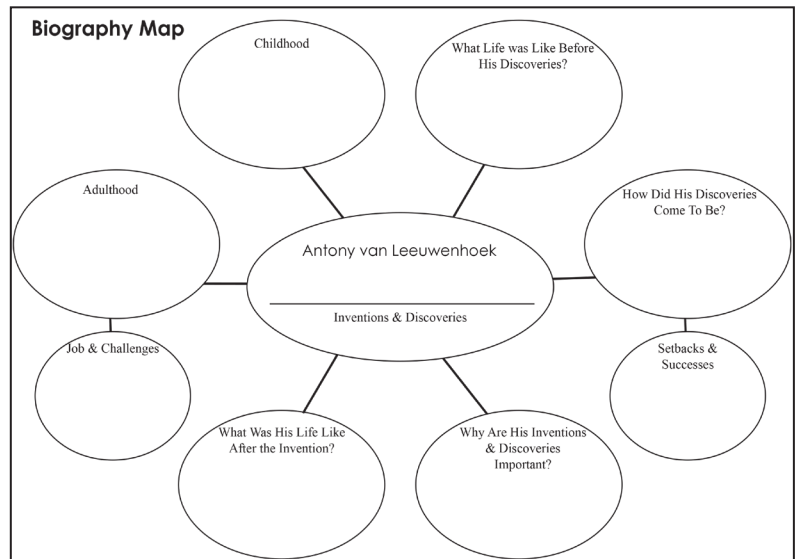 Biography Map
Childhood
What Life was Like Before
His Discoveries?
Adulthood
How Did His Discoveries
Come To Be?
Antony van Leeuwenhoek
Inventions & Discoveries
Job & Challenges
Setbacks &
Successes
What Was His Life Like
After the Invention?
Why Are His Inventions
& Discoveries
Important?